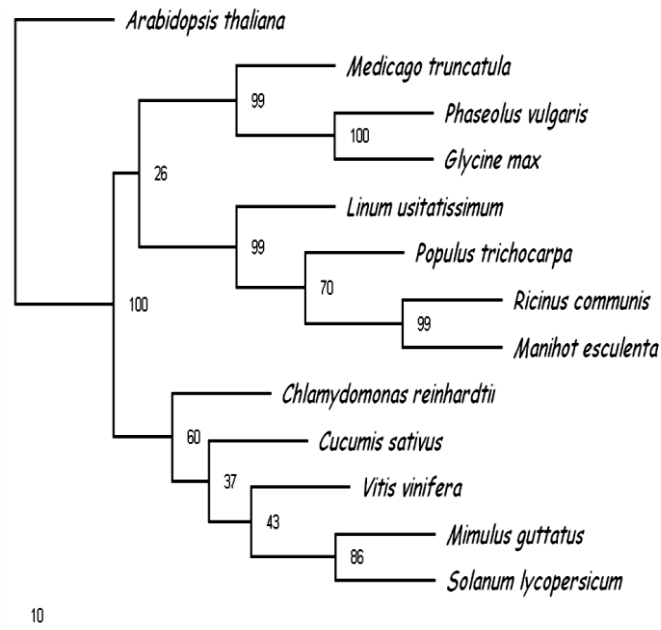 Arabidopsis thaliana
Medicago truncatula
99
Phaseolus vulgaris
100
Glycine max
26
Linum usitatissimum
99
Populus trichocarpa
70
Ricinus communis
99
Manihot esculenta
100
Chlamydomonas reinhardtii
60
Cucumis sativus
37
Vitis vinifera
43
Mimulus guttatus
86
Solanum lycopersicum
10